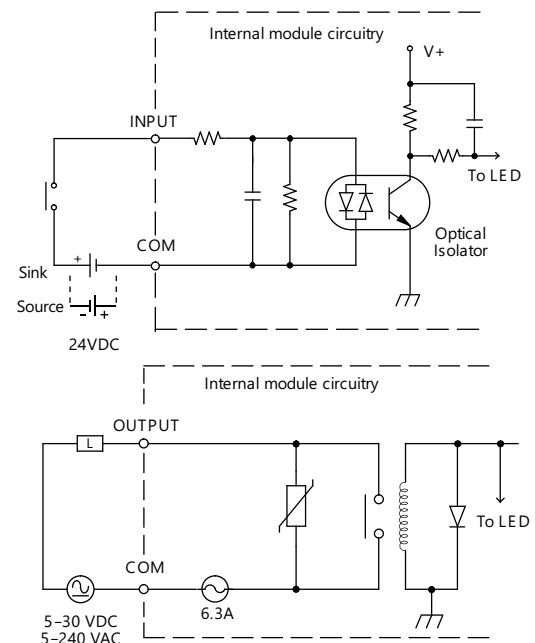 Internal module circuitry
V+
INPUT
To LED
COM
Optical
Isolator
+
Sink
Source
- +
24VDC
Internal module circuitry
OUTPUT
L
To LED
COM
6.3A
5–30 VDC
5–240 VAC